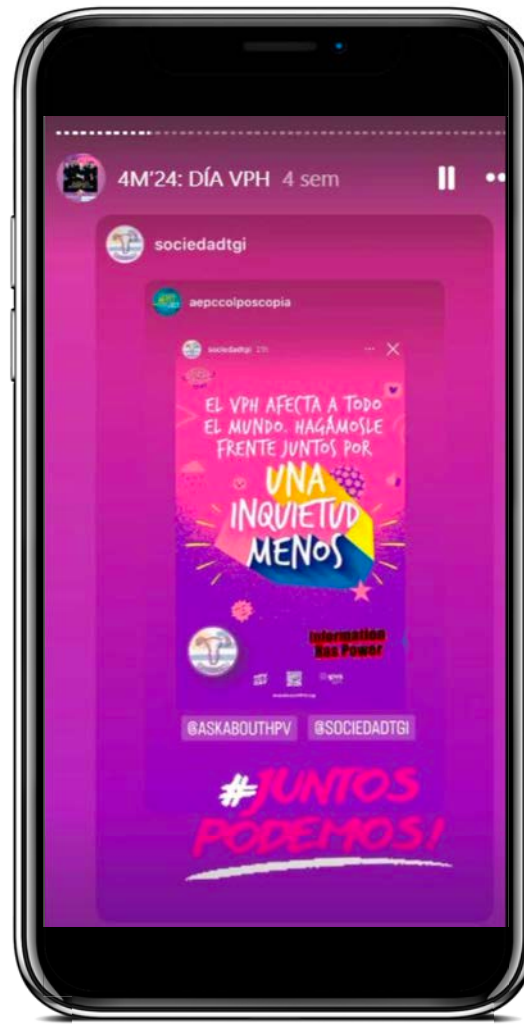 4M'24: DÍA VPH 4 sem
sociedadtgi
aepccolposcopia
sociedadtgi 21h
EL VPH AFECTA A TODO
EL MUNDO. HAGÁMOSLE
FRENTE JUNTOS POR
UNA
INQUIETUD
MENOS
Information
Has Power
@ASKABOUTHPV @SOCIEDADTGI
#JUNTOS
PODEMOS!